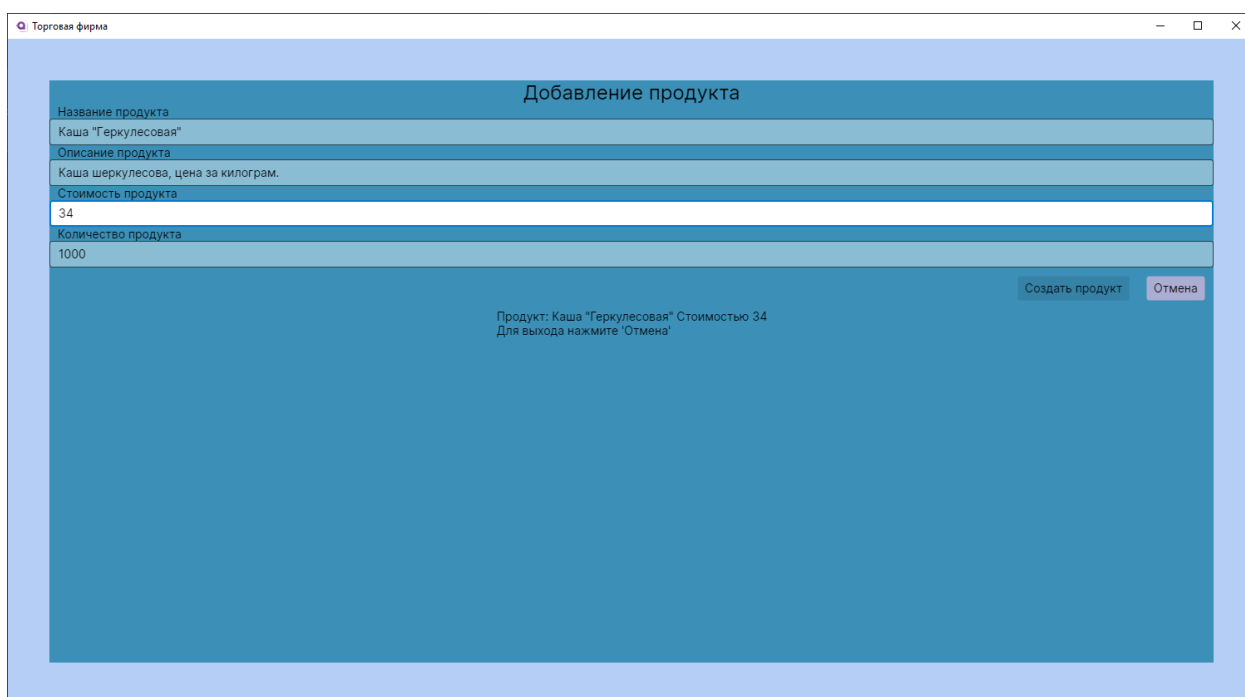 Торговая фирма
Добавление продукта
Название продукта
Каша "Геркулесовая"
Описание продукта
Каша шеркулесова, цена за килограм.
Стоимость продукта
34
Количество продукта
1000
Создать продукт Отмена
Продукт: Каша "Геркулесовая" Стоимостью 34
Для выхода нажмите 'Отмена'